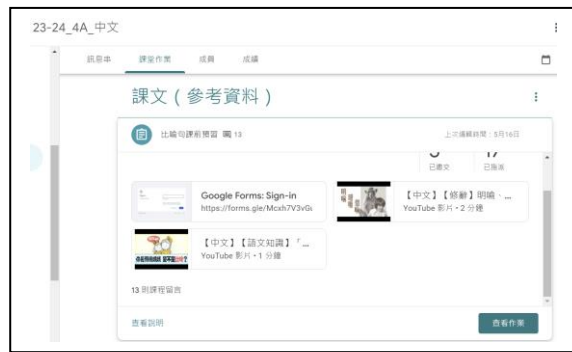 23-24_4A_中文
訊息串 課堂作業 成員 成績
課文（參考資料）
比喻句課前預習 13
上次編輯時間：5月16日
已繳交 已指派
Google Forms: Sign-in
https://forms.gle/Mcxh7V3vGi
【中文】【修辭】明喻、...
YouTube 影片・2 分鐘
【中文】【語文知識】「...
YouTube 影片・1 分鐘
13 則課程留言
查看說明
查看作業